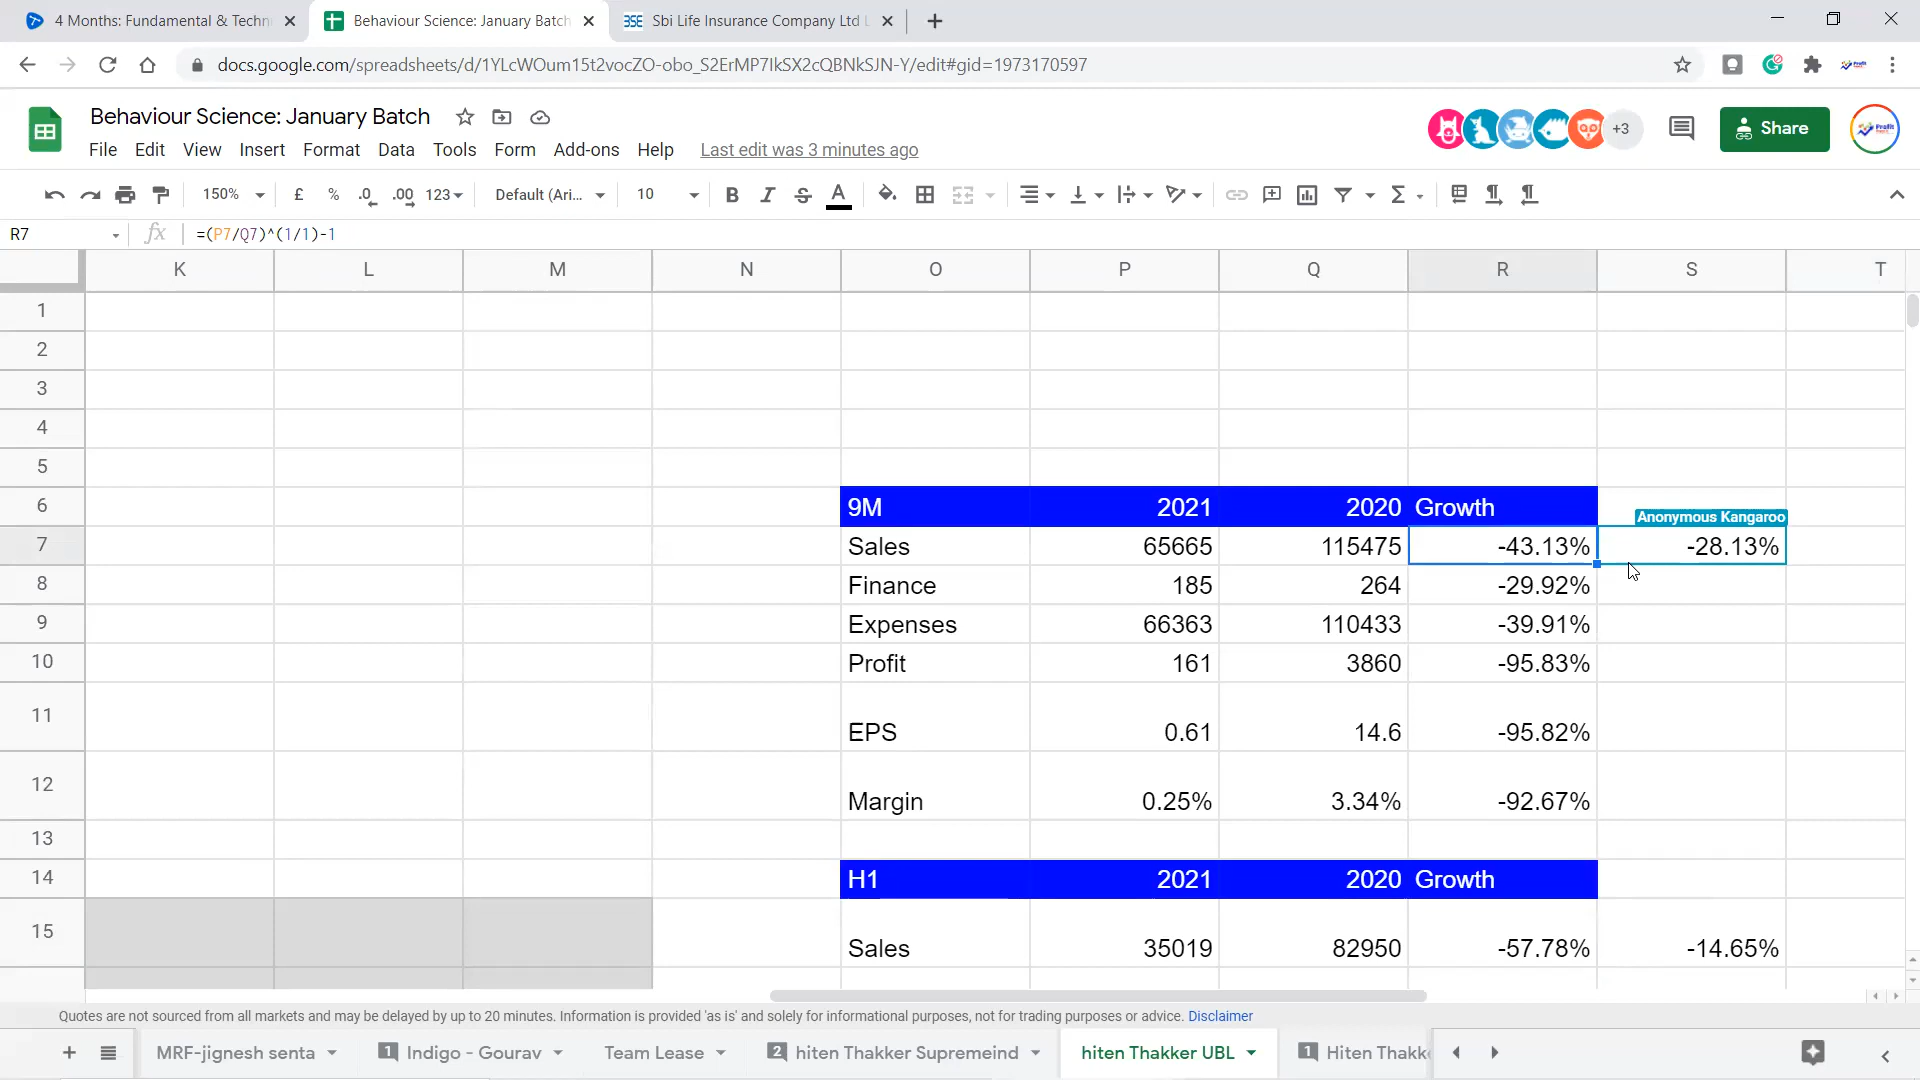 4 Months: Fundamental & Techn
Behaviour Science: January Batch
BSE
Sbi Life Insurance Company Ltd L
docs.google.com/spreadsheets/d/1YLcWOum15t2vocZO-obo_S2ErMP7IkSX2cQBNkSJN-Y/edit#gid=1973170597
Behaviour Science: January Batch
File Edit View Insert Format Data Tools Form Add-ons Help Last edit was 3 minutes ago
+3
Share
150% £ % .0 .00 123 Default (Ari... 10 B I S A
R7 fx =(P7/Q7)^(1/1)-1
K L M N O P Q R S T
1
2
3
4
5
6 9M 2021 2020 Growth
Anonymous Kangaroo
7 Sales 65665 115475 -43.13% -28.13%
8 Finance 185 264 -29.92%
9 Expenses 66363 110433 -39.91%
10 Profit 161 3860 -95.83%
11 EPS 0.61 14.6 -95.82%
12 Margin 0.25% 3.34% -92.67%
13
14 H1 2021 2020 Growth
15 Sales 35019 82950 -57.78% -14.65%
Quotes are not sourced from all markets and may be delayed by up to 20 minutes. Information is provided 'as is' and solely for informational purposes, not for trading purposes or advice. Disclaimer
MRF-jignesh senta 1 Indigo - Gourav Team Lease 2 hiten Thakker Supremeind hiten Thakker UBL 1 Hiten Thakk